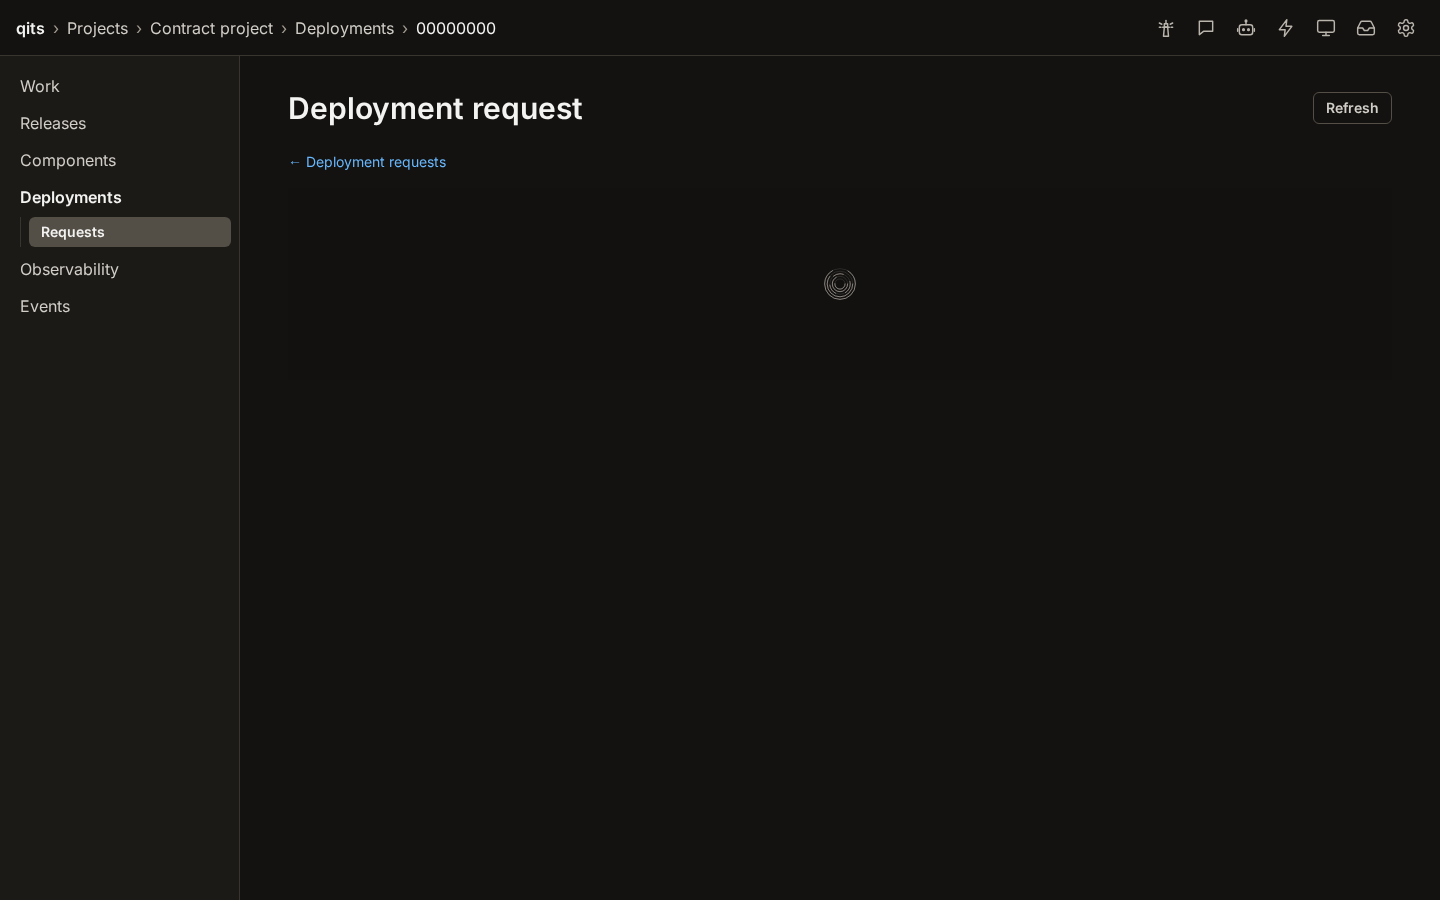 qits › Projects › Contract project › Deployments › 00000000
Work
Releases
Components
Deployments
Requests
Observability
Events
Deployment request
Refresh
← Deployment requests